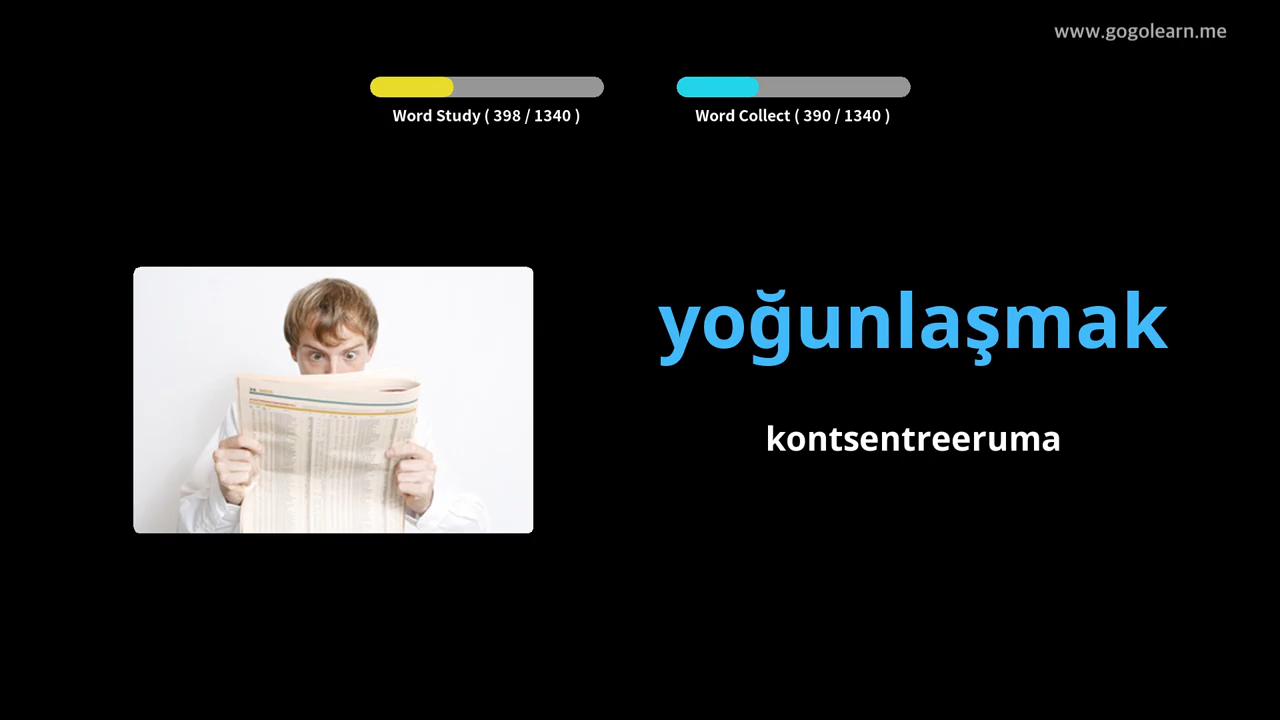 www.gogolearn.me
Word Study ( 398 / 1340 )
Word Collect ( 390 / 1340 )
yoğunlaşmak
kontsentreeruma